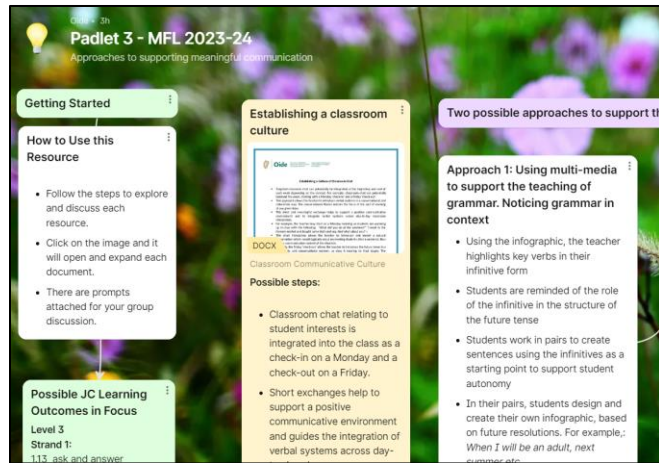 Oide • 3h
Padlet 3 - MFL 2023-24
Approaches to supporting meaningful communication
Getting Started
How to Use this
Resource
Follow the steps to explore
and discuss each
resource.
Click on the image and it
will open and expand each
document.
There are prompts
attached for your group
discussion.
Possible JC Learning
Outcomes in Focus
Level 3
Strand 1:
1.13 ask and answer
Establishing a classroom
culture
Oide
DOCX
Classroom Communicative Culture
Possible steps:
Classroom chat relating to
student interests is
integrated into the class as a
check-in on a Monday and a
check-out on a Friday.
Short exchanges help to
support a positive
communicative environment
and guides the integration of
verbal systems across day-
Two possible approaches to support th
Approach 1: Using multi-media
to support the teaching of
grammar. Noticing grammar in
context
Using the infographic, the teacher
highlights key verbs in their
infinitive form
Students are reminded of the role
of the infinitive in the structure of
the future tense
Students work in pairs to create
sentences using the infinitives as a
starting point to support student
autonomy
In their pairs, students design and
create their own infographic, based
on future resolutions. For example,:
When I will be an adult, next
summer etc